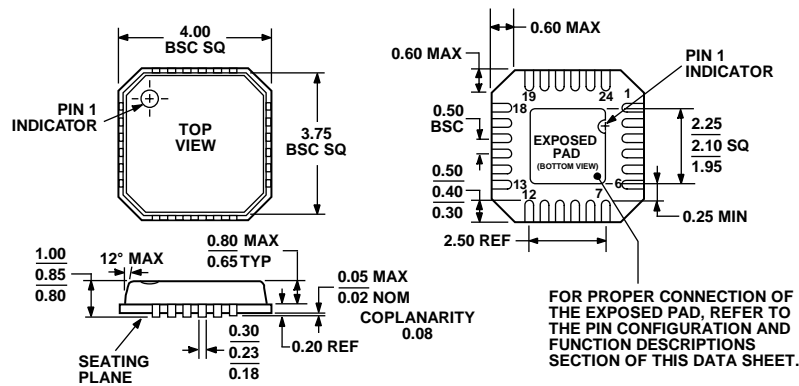 4.00
BSC SQ
PIN 1
INDICATOR
TOP
VIEW
3.75
BSC SQ
0.60 MAX
0.60 MAX
PIN 1
INDICATOR
19
24
1
18
0.50
BSC
EXPOSED
PAD
(BOTTOM VIEW)
2.25
2.10 SQ
1.95
13
12
7
6
0.50
0.40
0.30
0.25 MIN
2.50 REF
1.00
0.85
0.80
12° MAX
0.80 MAX
0.65 TYP
0.05 MAX
0.02 NOM
COPLANARITY
0.08
0.30
0.23
0.18
0.20 REF
SEATING
PLANE
FOR PROPER CONNECTION OF
THE EXPOSED PAD, REFER TO
THE PIN CONFIGURATION AND
FUNCTION DESCRIPTIONS
SECTION OF THIS DATA SHEET.